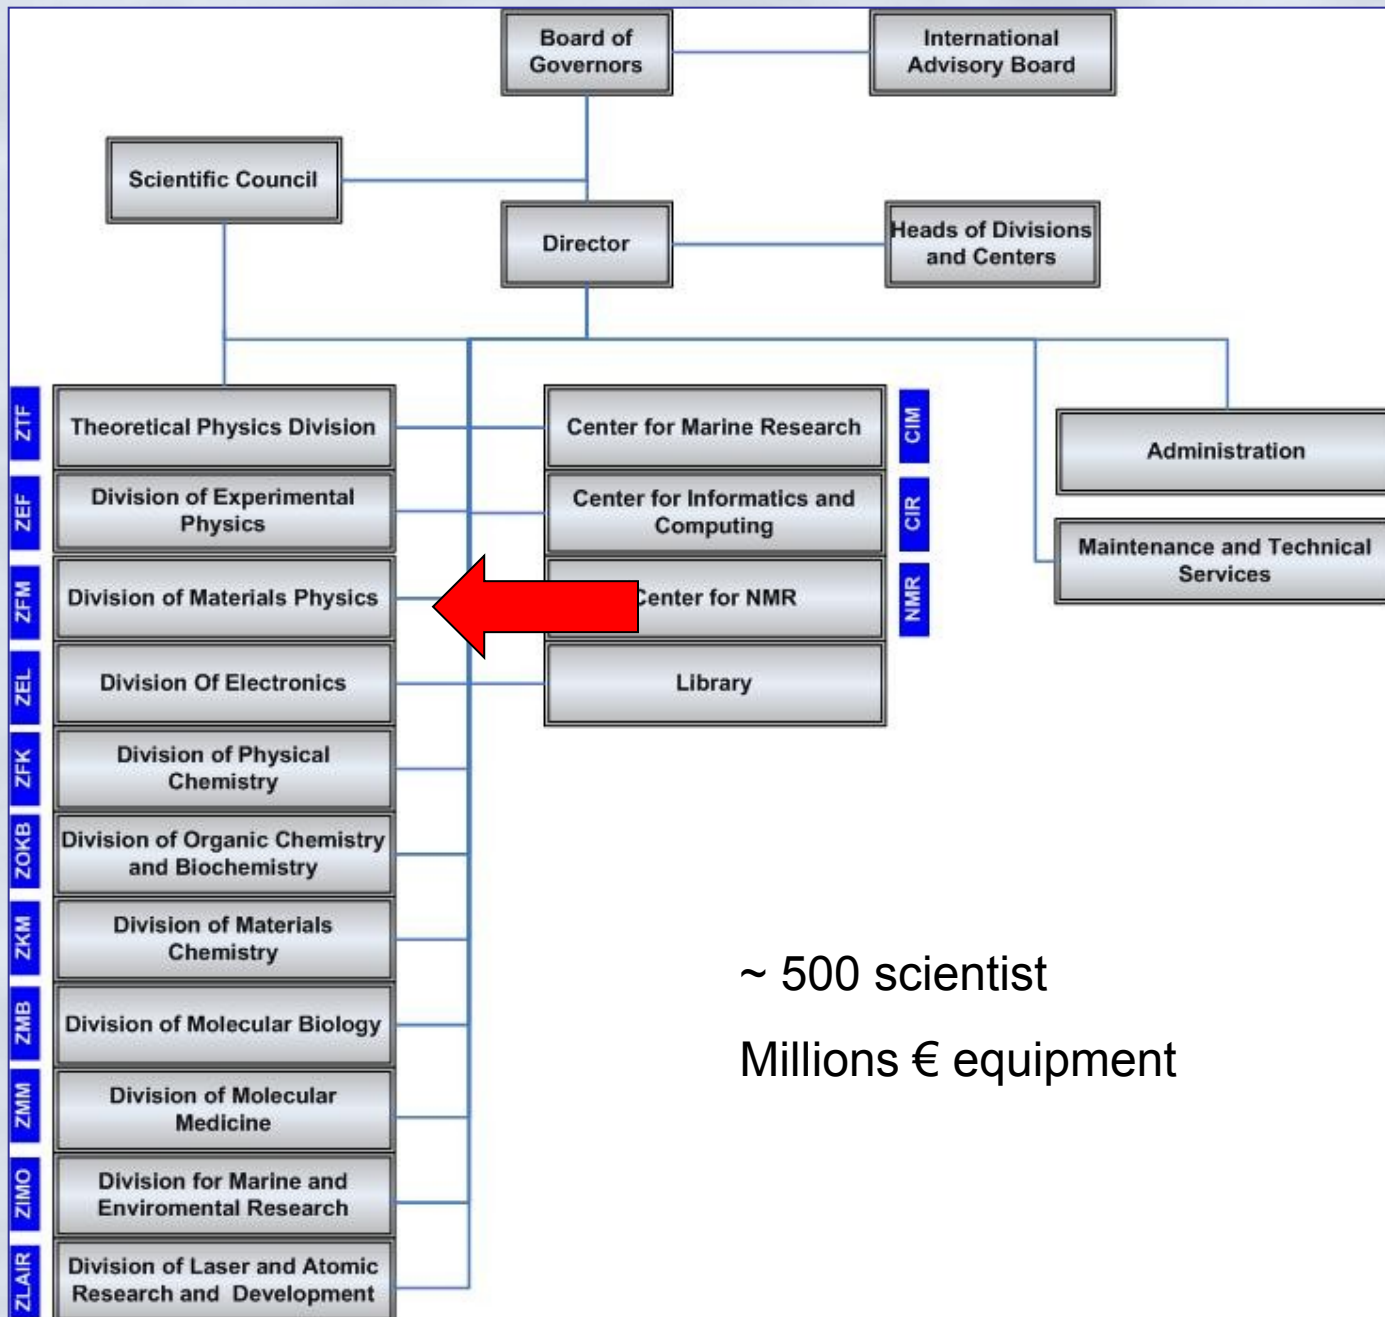 Board of
Governors
International
Advisory Board
Scientific Council
Director
Heads of Divisions
and Centers
ZTF
Theoretical Physics Division
Center for Marine Research
CIM
Administration
ZEF
Division of Experimental
Physics
Center for Informatics and
Computing
CIR
Maintenance and Technical
Services
ZFM
Division of Materials Physics
Center for NMR
NMR
ZEL
Division Of Electronics
Library
ZFK
Division of Physical
Chemistry
ZOKB
Division of Organic Chemistry
and Biochemistry
ZKM
Division of Materials
Chemistry
~ 500 scientist
ZMB
Division of Molecular Biology
Millions € equipment
ZMM
Division of Molecular
Medicine
ZIMO
Division for Marine and
Enviromental Research
ZLAIR
Division of Laser and Atomic
Research and Development